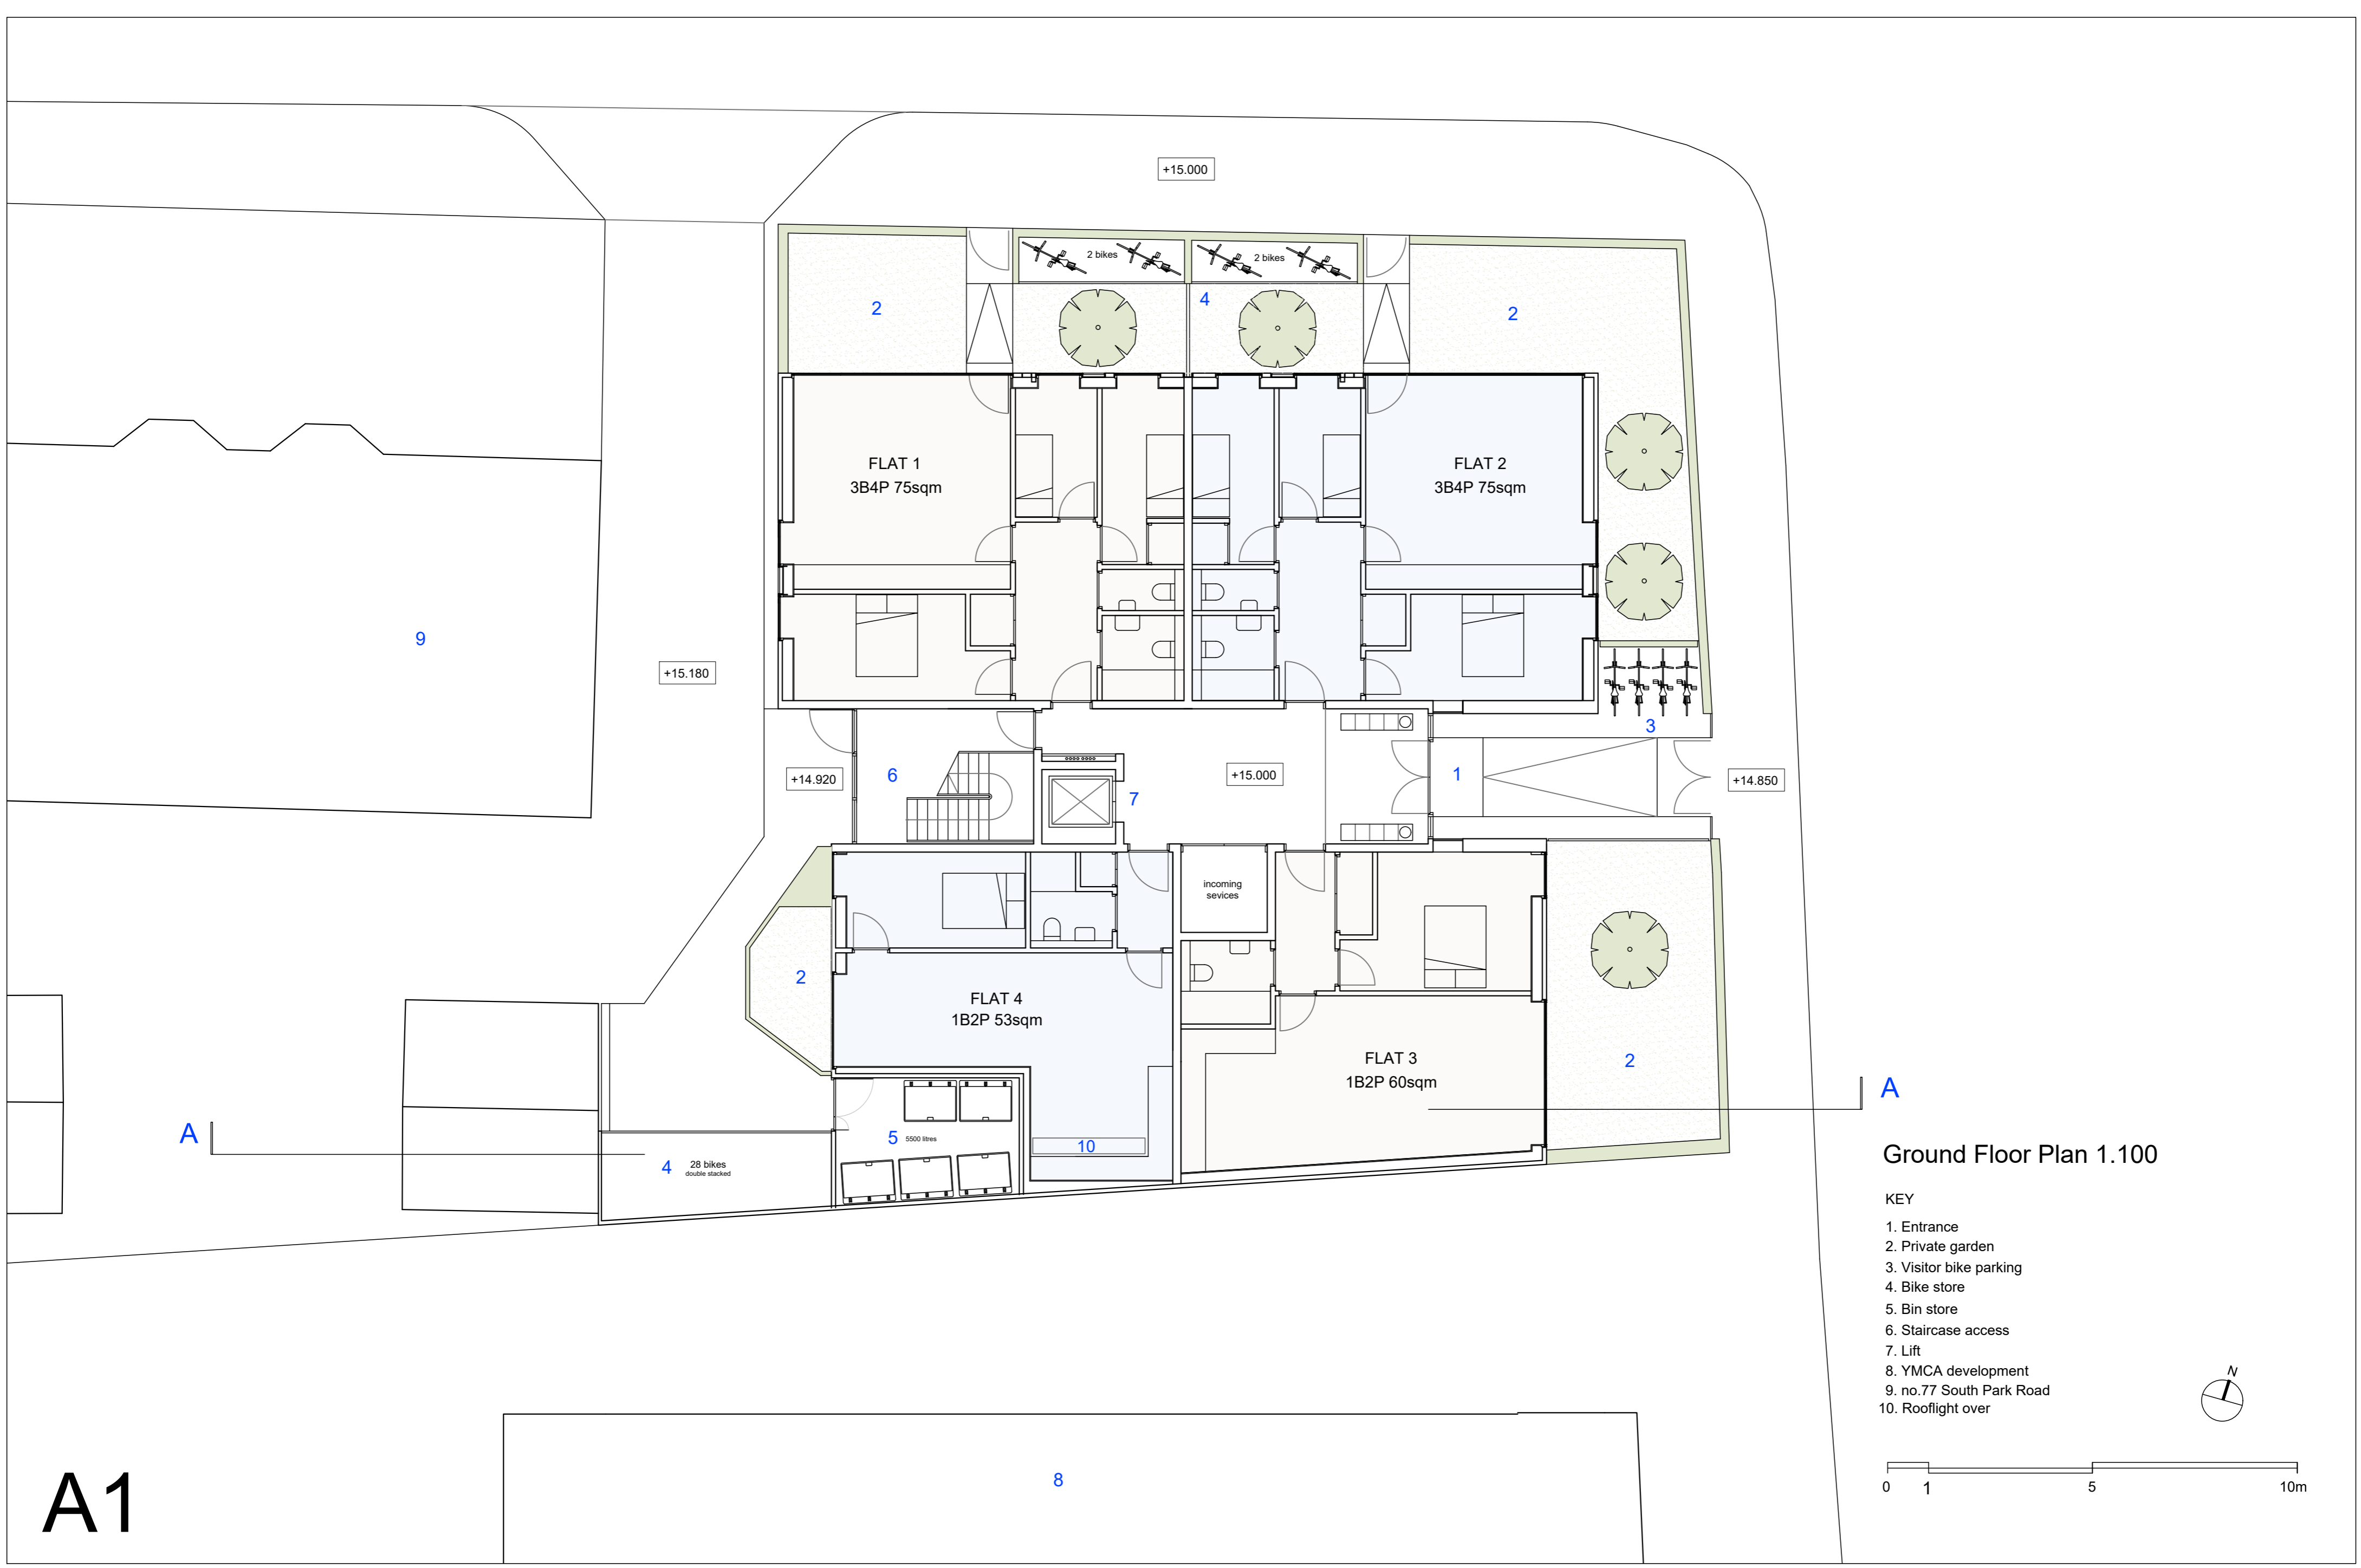 +15.000
2 bikes
2 bikes
2
4
2
FLAT 1
3B4P 75sqm
FLAT 2
3B4P 75sqm
9
+15.180
3
+14.920
6
7
+15.000
1
+14.850
incoming
sevices
2
FLAT 4
1B2P 53sqm
FLAT 3
1B2P 60sqm
2
A
A
5 5500 litres
10
4 28 bikes
double stacked
Ground Floor Plan 1.100
KEY
1. Entrance
2. Private garden
3. Visitor bike parking
4. Bike store
5. Bin store
6. Staircase access
7. Lift
8. YMCA development
9. no.77 South Park Road
10. Rooflight over
N
0 1 5 10m
8
A1